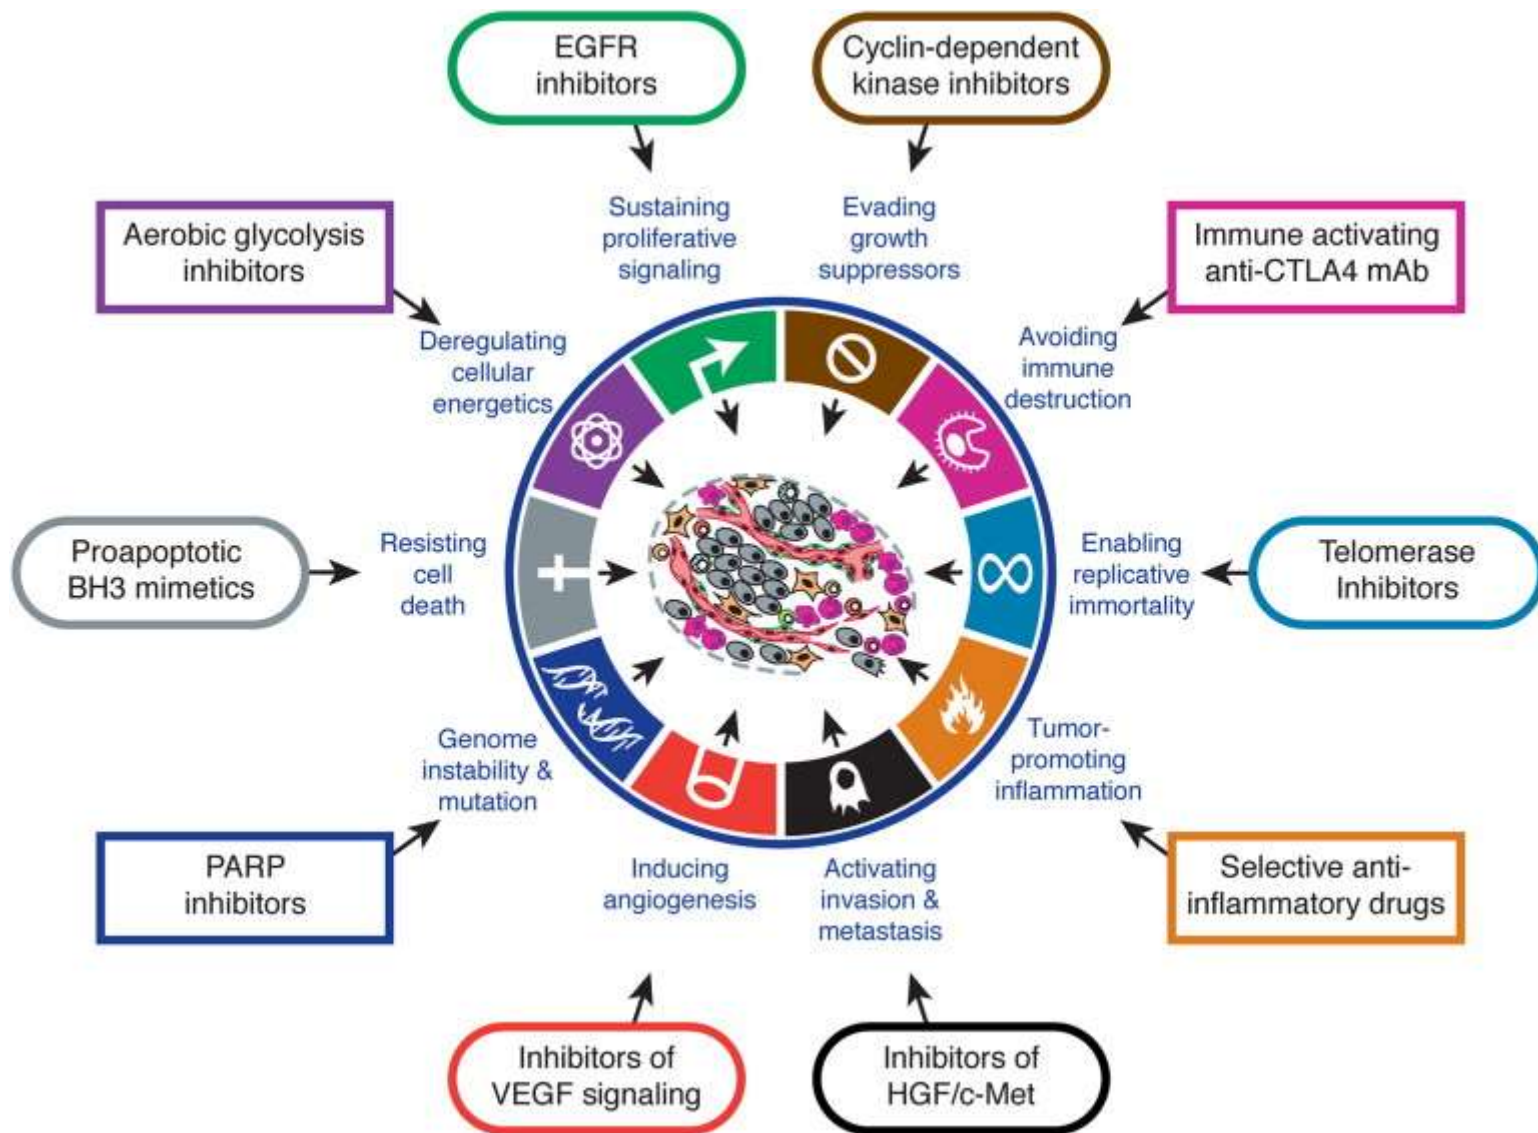 EGFR
inhibitors
Cyclin-dependent
kinase inhibitors
Sustaining
proliferative
signaling
Evading
growth
suppressors
Aerobic glycolysis
inhibitors
Immune activating
anti-CTLA4 mAb
Deregulating
cellular
energetics
Avoiding
immune
destruction
Proapoptotic
BH3 mimetics
Resisting
cell
death
Enabling
replicative
immortality
Telomerase
Inhibitors
Genome
instability &
mutation
Tumor-
promoting
inflammation
PARP
inhibitors
Inducing
angiogenesis
Activating
invasion &
metastasis
Selective anti-
inflammatory drugs
Inhibitors of
VEGF signaling
Inhibitors of
HGF/c-Met